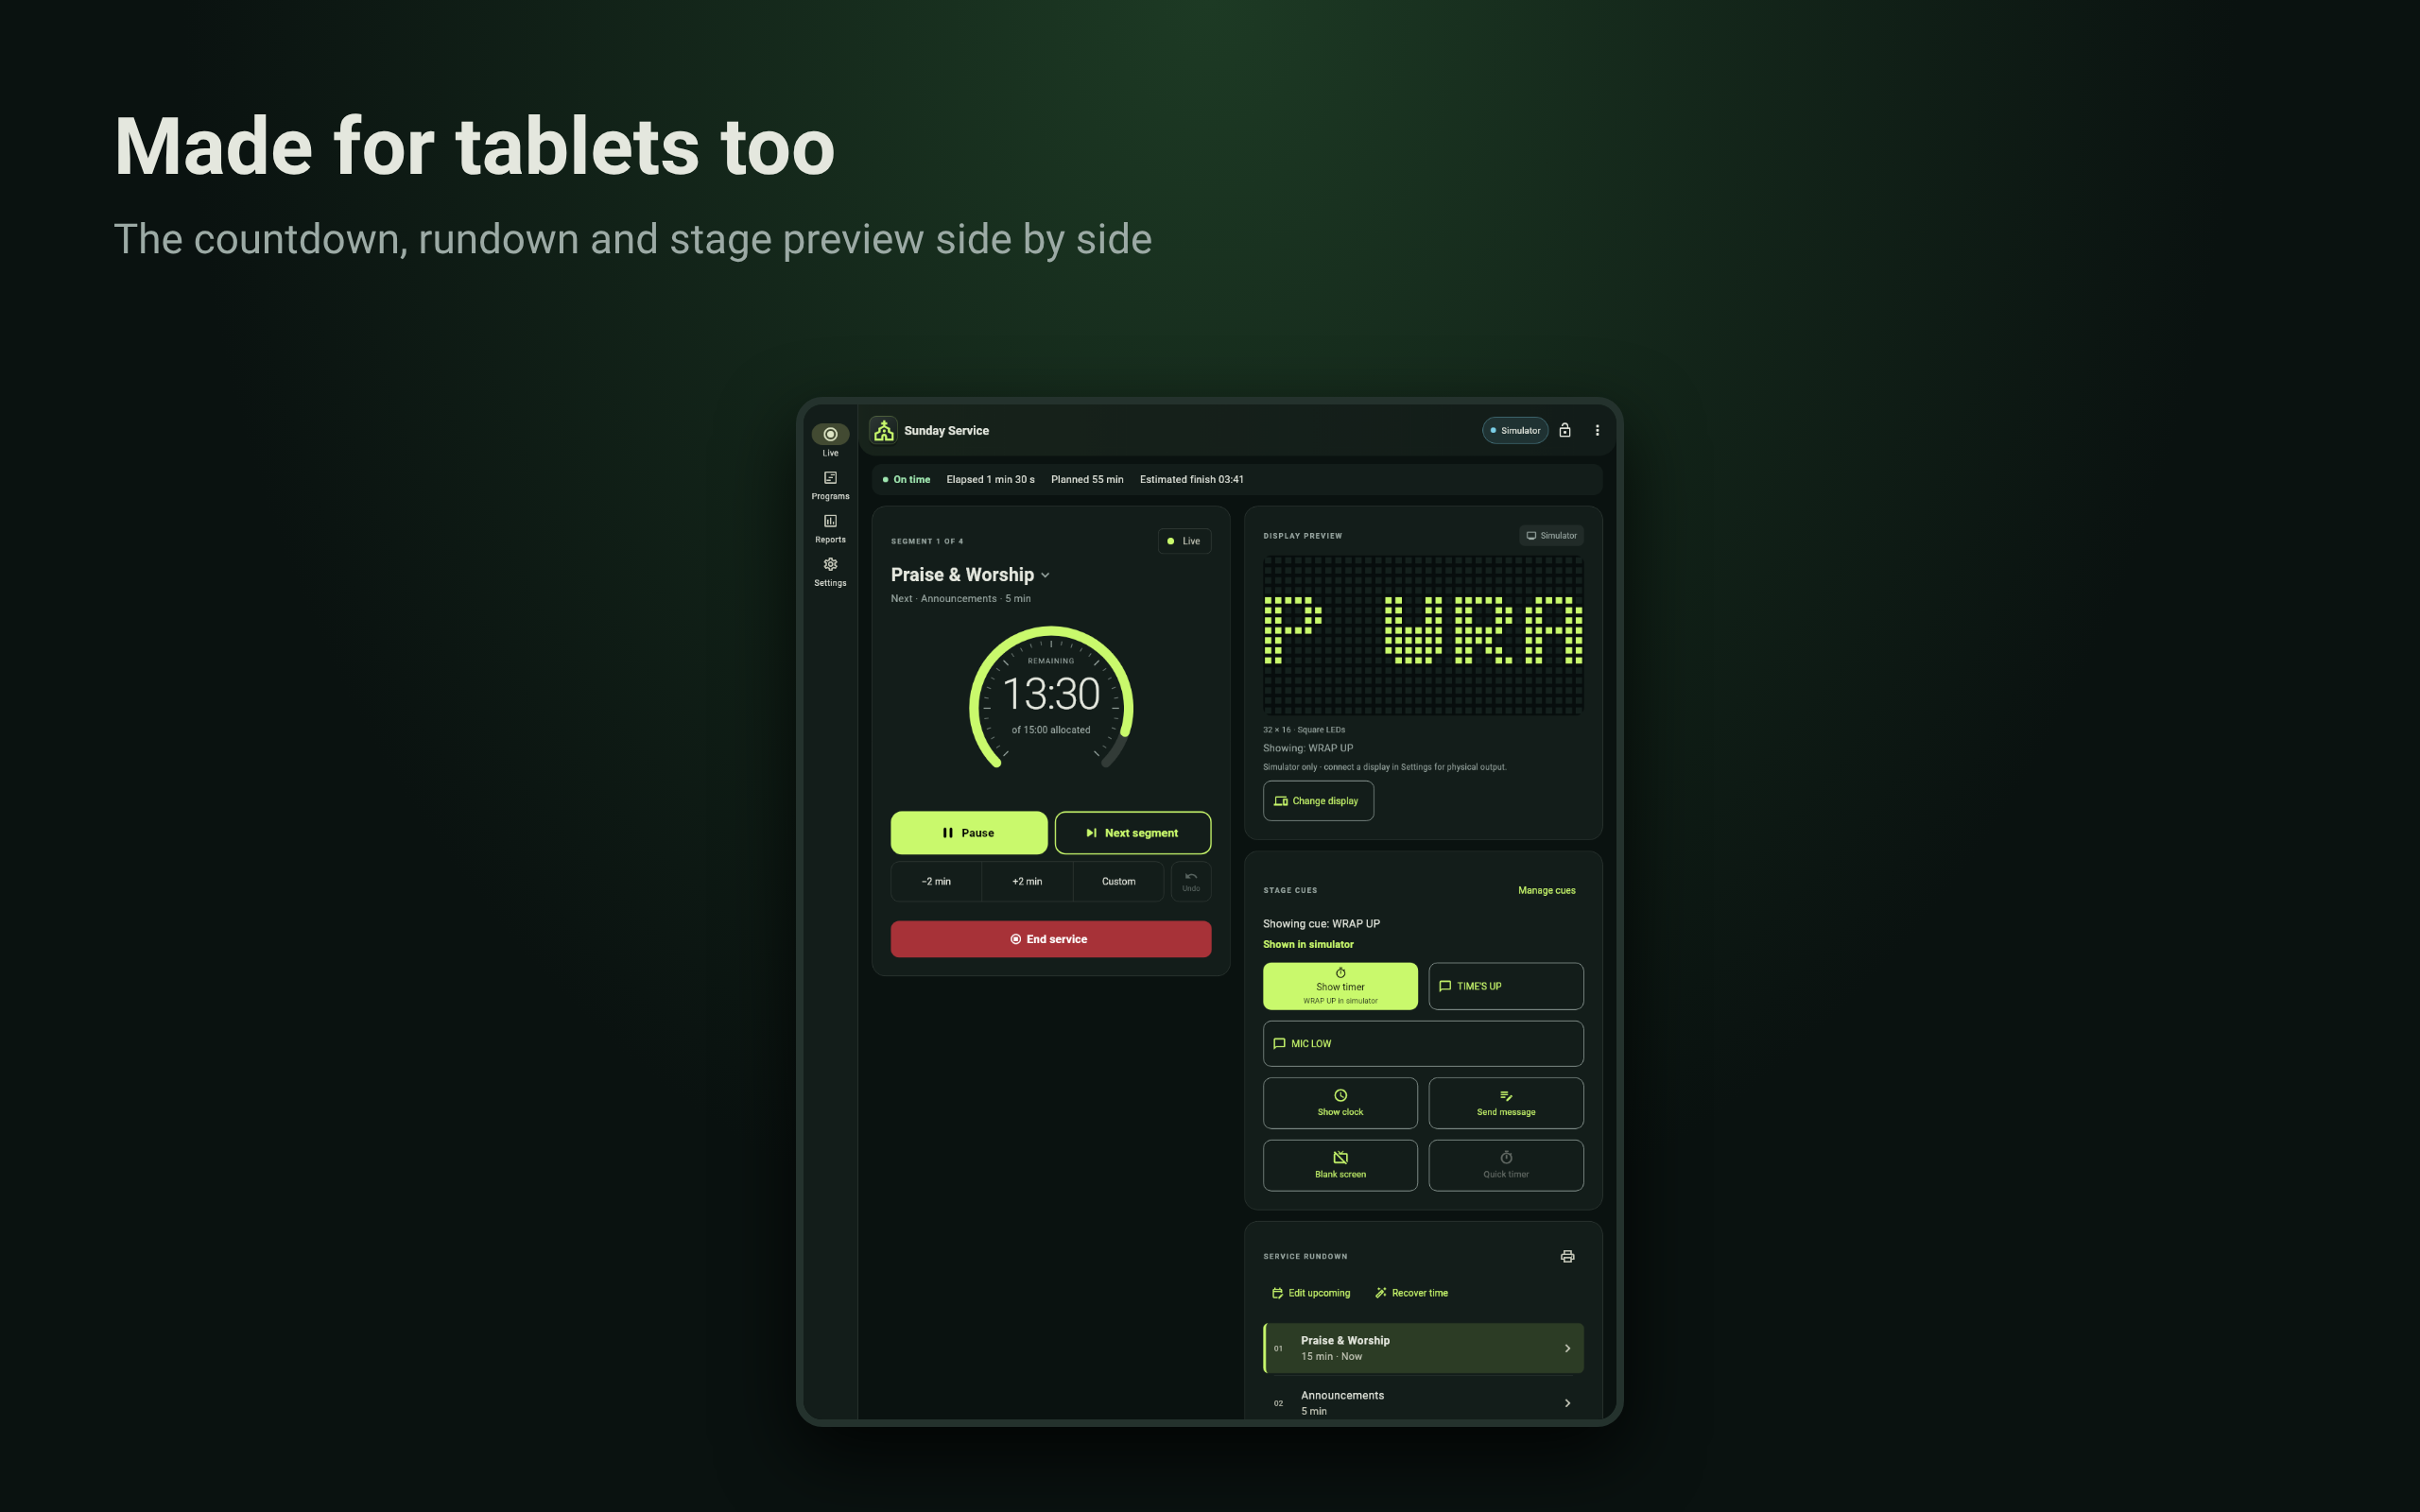 Made for tablets too
The countdown, rundown and stage preview side by side
Live
Programs
Reports
Settings
Sunday Service
Simulator
On time Elapsed 1 min 30 s Planned 55 min Estimated finish 03:41
SEGMENT 1 OF 4
Live
Praise & Worship
Next · Announcements · 5 min
REMAINING
13:30
of 15:00 allocated
Pause
Next segment
−2 min
+2 min
Custom
Undo
End service
DISPLAY PREVIEW
Simulator
P WRA
32 × 16 · Square LEDs
Showing: WRAP UP
Simulator only · connect a display in Settings for physical output.
Change display
STAGE CUES
Manage cues
Showing cue: WRAP UP
Shown in simulator
Show timer
WRAP UP in simulator
TIME'S UP
MIC LOW
Show clock
Send message
Blank screen
Quick timer
SERVICE RUNDOWN
Edit upcoming
Recover time
01
Praise & Worship
15 min · Now
02
Announcements
5 min